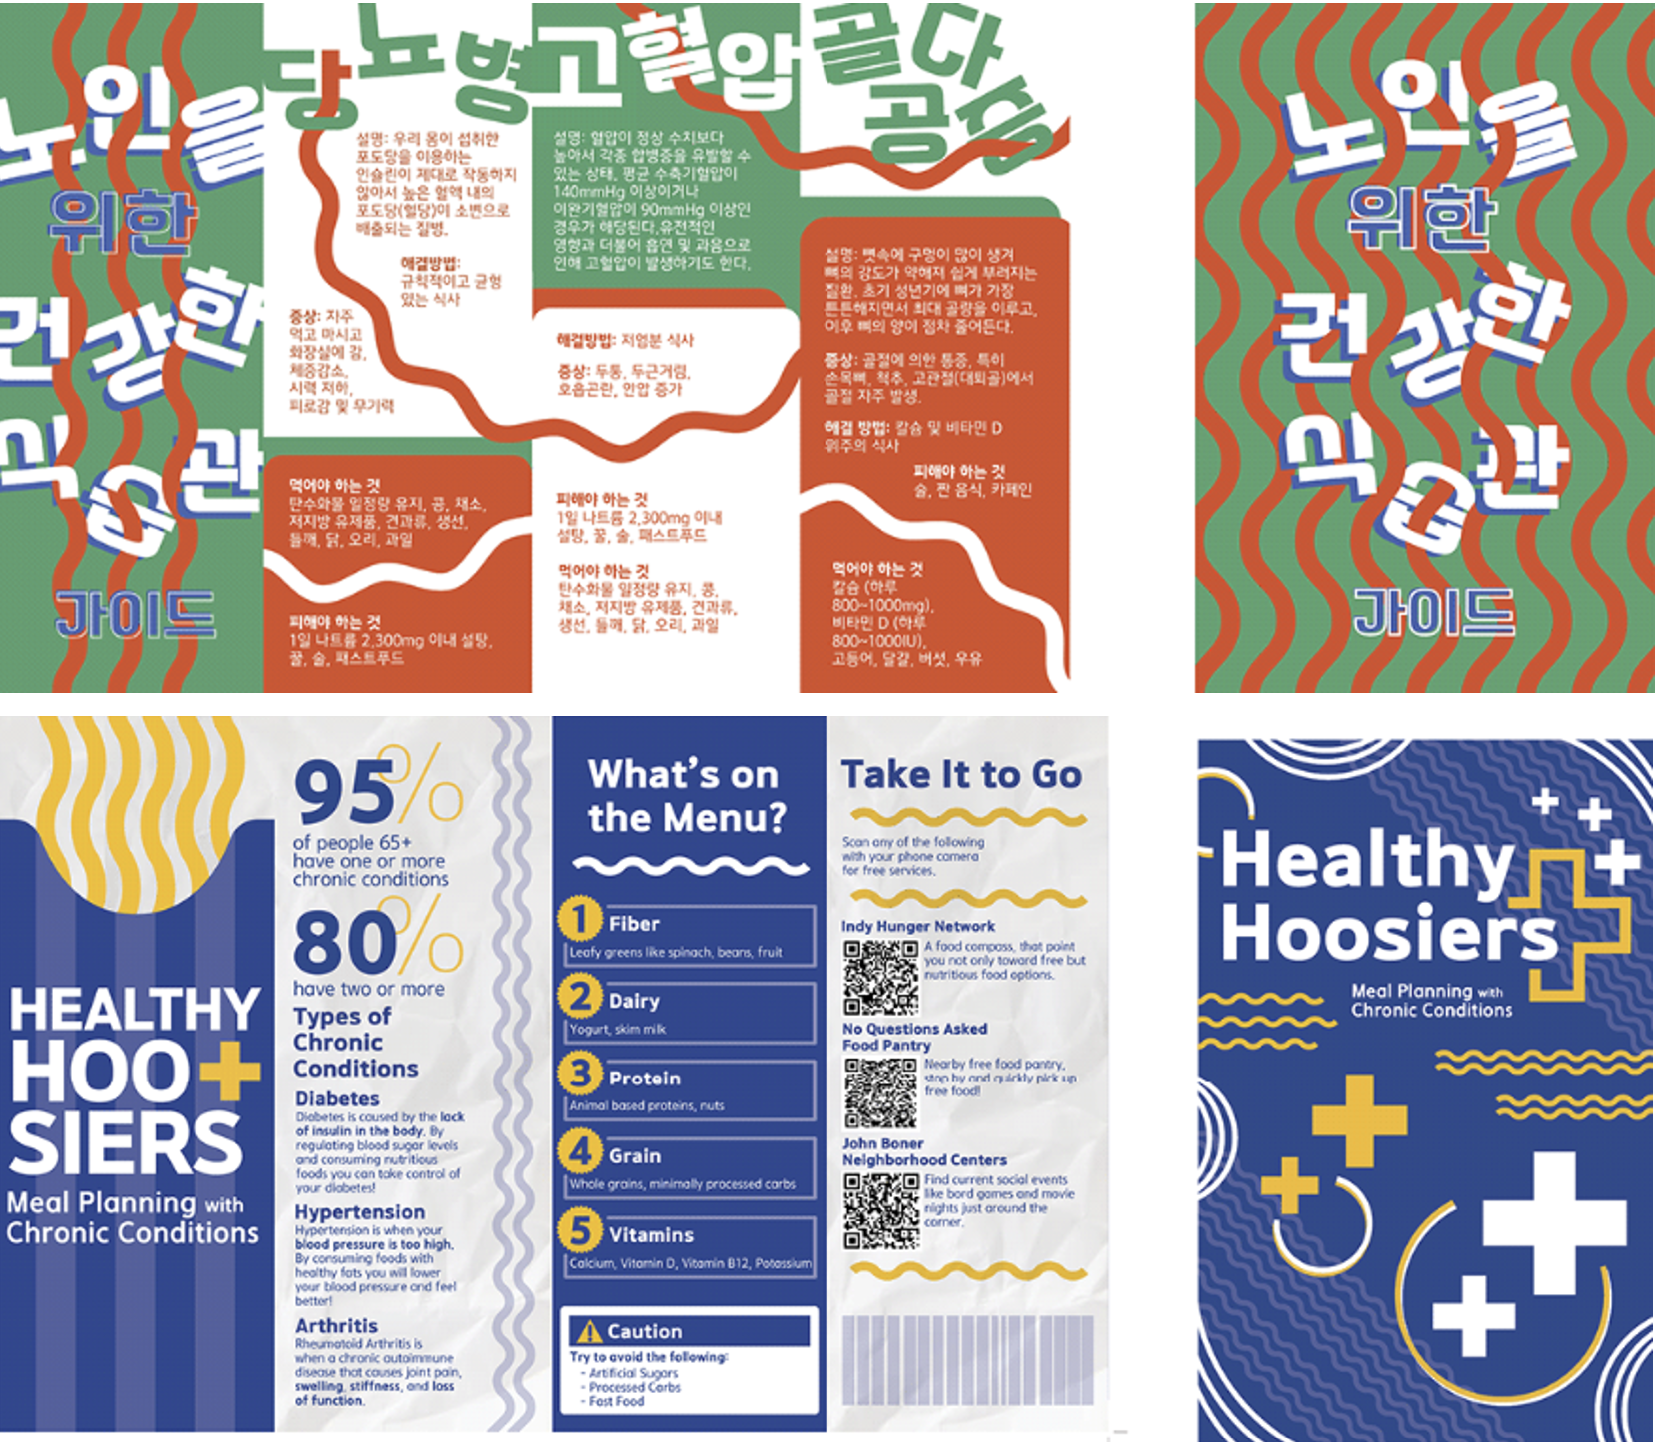 노인을
위한
건강한
식습관
가이드
당뇨병
설명: 우리 몸이 섭취한
포도당을 이용하는
인슐린이 제대로 작동하지
않아서 높은 혈액 내의
포도당(혈당)이 소변으로
배출되는 질병.
해결방법:
규칙적이고 균형
있는 식사
증상: 자주
먹고 마시고
화장실에 감,
체중감소,
시력 저하,
피로감 및 무기력
먹어야 하는 것
탄수화물 일정량 유지, 콩, 채소,
저지방 유제품, 견과류, 생선,
들깨, 닭, 오리, 과일
피해야 하는 것
1일 나트륨 2,300mg 이내 설탕,
꿀, 술, 패스트푸드
고혈압
설명: 혈압이 정상 수치보다
높아서 각종 합병증을 유발할 수
있는 상태. 평균 수축기혈압이
140mmHg 이상이거나
이완기혈압이 90mmHg 이상인
경우가 해당된다.유전적인
영향과 더불어 흡연 및 과음으로
인해 고혈압이 발생하기도 한다.
해결방법: 저염분 식사
증상: 두통, 두근거림,
호흡곤란, 안압 증가
피해야 하는 것
1일 나트륨 2,300mg 이내
설탕, 꿀, 술, 패스트푸드
먹어야 하는 것
탄수화물 일정량 유지, 콩,
채소, 저지방 유제품, 견과류,
생선, 들깨, 닭, 오리, 과일
골다공증
설명: 뼛속에 구멍이 많이 생겨
뼈의 강도가 약해져 쉽게 부러지는
질환. 초기 성년기에 뼈가 가장
튼튼해지면서 최대 골량을 이루고,
이후 뼈의 양이 점차 줄어든다.
증상: 골절에 의한 통증, 특히
손목뼈, 척추, 고관절(대퇴골)에서
골절 자주 발생.
해결 방법: 칼슘 및 비타민 D
위주의 식사
피해야 하는 것
술, 짠 음식, 카페인
먹어야 하는 것
칼슘 (하루
800~1000mg),
비타민 D (하루
800~1000IU),
고등어, 달걀, 버섯, 우유
노인을
위한
건강한
식습관
가이드
HEALTHY
HOO+
SIERS
Meal Planning with
Chronic Conditions
95%
of people 65+
have one or more
chronic conditions
80%
have two or more
Types of
Chronic
Conditions
Diabetes
Diabetes is caused by the lack
of insulin in the body. By
regulating blood sugar levels
and consuming nutritious
foods you can take control of
your diabetes!
Hypertension
Hypertension is when your
blood pressure is too high.
By consuming foods with
healthy fats you will lower
your blood pressure and feel
better!
Arthritis
Rheumatoid Arthritis is
when a chronic autoimmune
disease that causes joint pain,
swelling, stiffness, and loss
of function.
What's on
the Menu?
1 Fiber
Leafy greens like spinach, beans, fruit
2 Dairy
Yogurt, skim milk
3 Protein
Animal based proteins, nuts
4 Grain
Whole grains, minimally processed carbs
5 Vitamins
Calcium, Vitamin D, Vitamin B12, Potassium
Caution
Try to avoid the following:
- Artificial Sugars
- Processed Carbs
- Fast Food
Take It to Go
Scan any of the following
with your phone camera
for free services.
Indy Hunger Network
A food compass, that point
you not only toward free but
nutritious food options.
No Questions Asked
Food Pantry
Nearby free food pantry,
stop by and quickly pick up
free food!
John Boner
Neighborhood Centers
Find current social events
like bord games and movie
nights just around the
corner.
Healthy
Hoosiers
Meal Planning with
Chronic Conditions